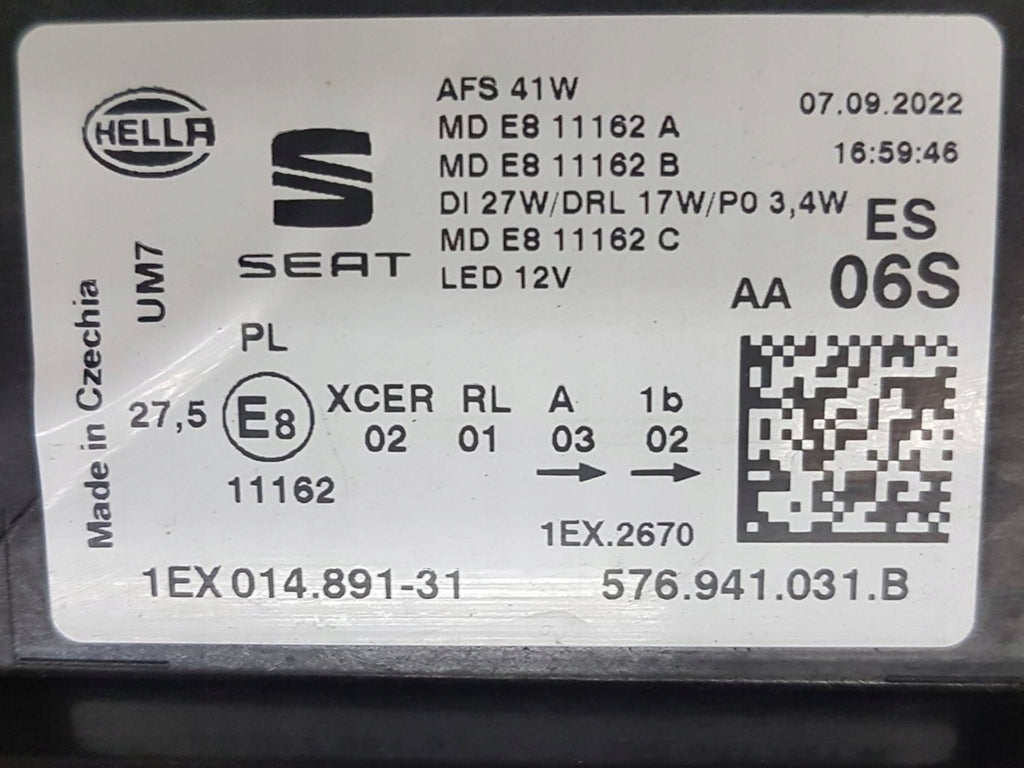 HELLA
SEAT
AFS 41W
MD E8 11162 A
MD E8 11162 B
DI 27W/DRL 17W/P0 3,4W
MD E8 11162 C
LED 12V
07.09.2022
16:59:46
ES
AA 06S
Made in Czechia
UM7
PL
27,5 E8 XCER RL A 1b
02 01 03 02
11162
1EX.2670
1EX 014.891-31 576.941.031.B